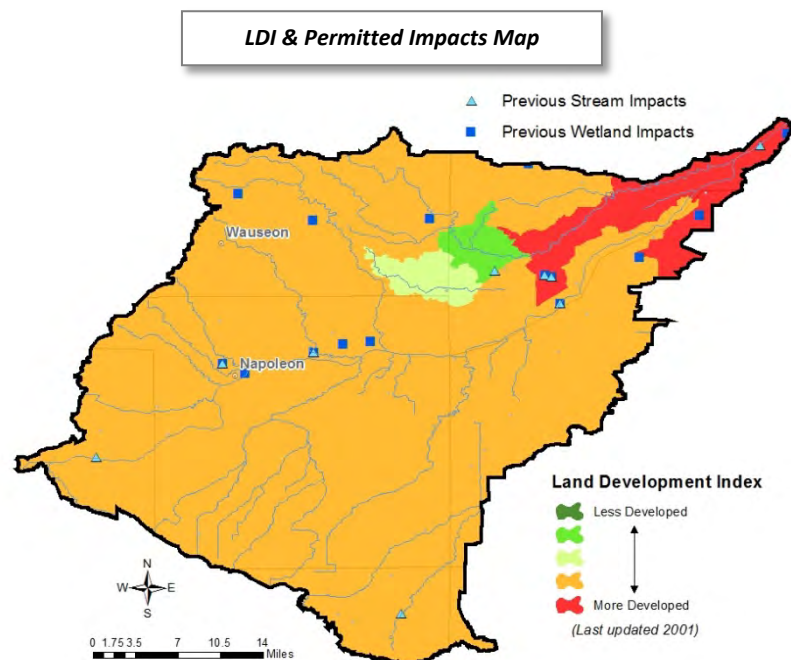 LDI & Permitted Impacts Map
Previous Stream Impacts
Previous Wetland Impacts
Wauseon
Napoleon
Land Development Index
Less Developed
More Developed
(Last updated 2001)
N
W E
S
0 1.75 3.5 7 10.5 14
Miles